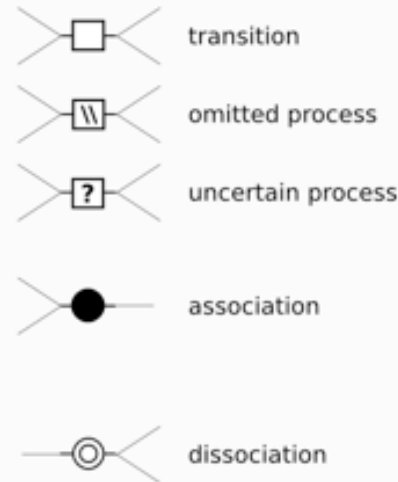 transition
\\ omitted process
? uncertain process
association
dissociation